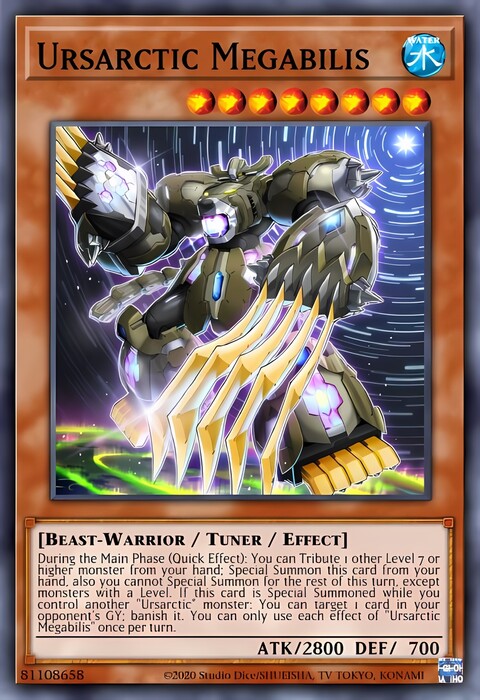 URSARCTIC MEGABILIS
WATER
水
[BEAST-WARRIOR / TUNER / EFFECT]
During the Main Phase (Quick Effect): You can Tribute 1 other Level 7 or
higher monster from your hand; Special Summon this card from your
hand, also you cannot Special Summon for the rest of this turn, except
monsters with a Level. If this card is Special Summoned while you
control another "Ursarctic" monster: You can target 1 card in your
opponent's GY; banish it. You can only use each effect of "Ursarctic
Megabilis" once per turn.
ATK/2800 DEF/ 700
81108658
©2020 Studio Dice/SHUEISHA, TV TOKYO, KONAMI